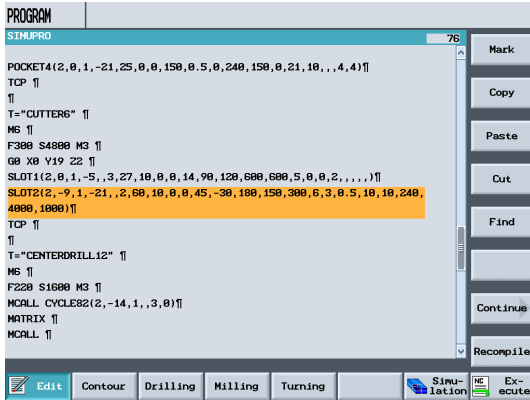 PROGRAM
SINUPRO
76
POCKET4(2,0,1,-21,25,0,0,150,0.5,0,240,150,0,21,10,,,4,4)¶
TCP ¶
¶
T="CUTTER6" ¶
M6 ¶
F300 S4800 M3 ¶
G0 X0 Y19 Z2 ¶
SLOT1(2,0,1,-5,,3,27,10,0,0,14,90,120,600,600,5,0,0,2,,,,,)¶
SLOT2(2,-9,1,-21,,2,60,10,0,0,45,-30,180,150,300,6,3,0.5,10,10,240,
4000,1000)¶
TCP ¶
¶
T="CENTERDRILL12" ¶
M6 ¶
F220 S1600 M3 ¶
MCALL CYCLE82(2,-14,1,,3,0)¶
MATRIX ¶
MCALL ¶
Mark
Copy
Paste
Cut
Find
Continue
Recompile
Edit
Contour
Drilling
Milling
Turning
Simu-
lation
NC
Ex-
ecute